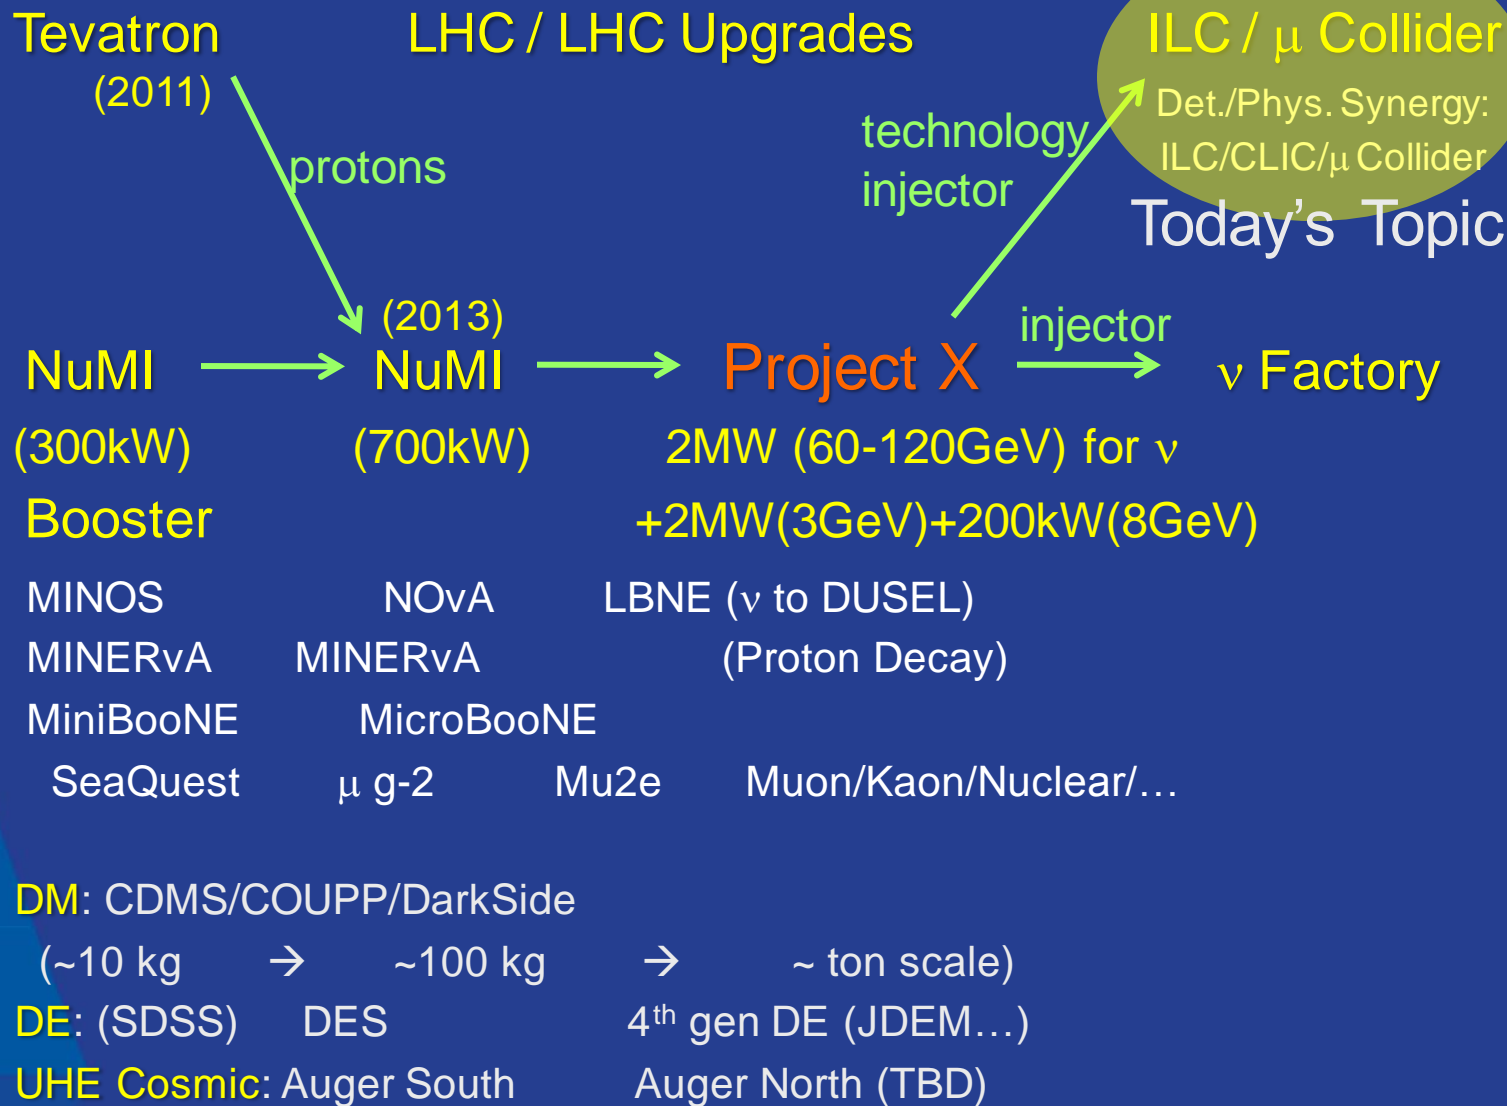 Tevatron LHC / LHC Upgrades ILC / μ Collider
(2011) Det./Phys. Synergy:
technology
protons ILC/CLIC/μ Collider
injector
Today's Topic
(2013) injector
NuMI NuMI Project X ν Factory
(300kW) (700kW) 2MW (60-120GeV) for ν
Booster +2MW(3GeV)+200kW(8GeV)
MINOS NOvA LBNE (ν to DUSEL)
MINERvA MINERvA (Proton Decay)
MiniBooNE MicroBooNE
SeaQuest μ g-2 Mu2e Muon/Kaon/Nuclear/…
DM: CDMS/COUPP/DarkSide
(~10 kg → ~100 kg → ~ ton scale)
DE: (SDSS) DES 4th gen DE (JDEM…)
UHE Cosmic: Auger South Auger North (TBD)